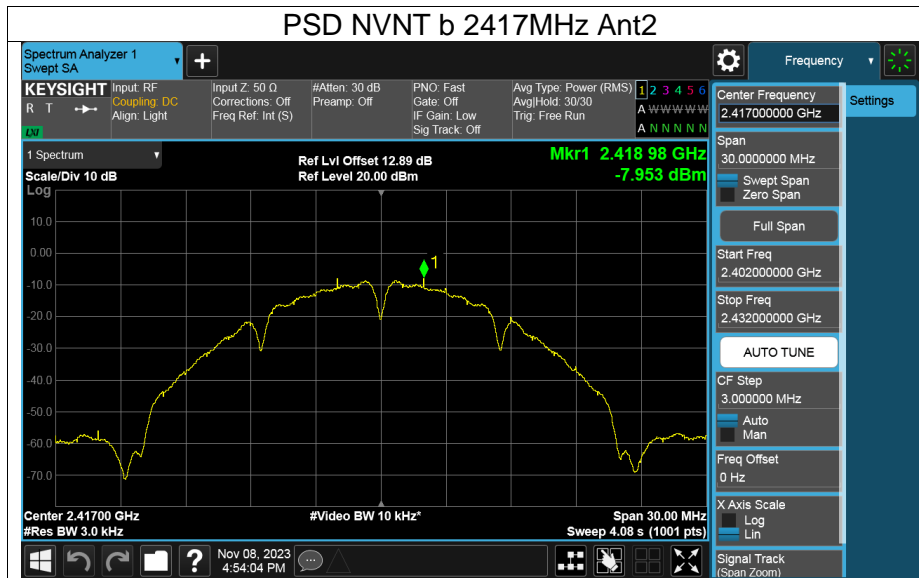 PSD NVNT b 2417MHz Ant2
Spectrum Analyzer 1
Swept SA
+
Frequency
KEYSIGHT
R T
LXI
Input: RF
Coupling: DC
Align: Light
Input Z: 50 Ω
Corrections: Off
Freq Ref: Int (S)
#Atten: 30 dB
Preamp: Off
PNO: Fast
Gate: Off
IF Gain: Low
Sig Track: Off
Avg Type: Power (RMS)
Avg|Hold: 30/30
Trig: Free Run
1 2 3 4 5 6
A W W W W W
A N N N N N
1 Spectrum
Scale/Div 10 dB
Log
Ref Lvl Offset 12.89 dB
Ref Level 20.00 dBm
Mkr1 2.418 98 GHz
-7.953 dBm
10.0
0.00
-10.0
-20.0
-30.0
-40.0
-50.0
-60.0
-70.0
1
Center 2.41700 GHz
#Res BW 3.0 kHz
#Video BW 10 kHz*
Span 30.00 MHz
Sweep 4.08 s (1001 pts)
Center Frequency
2.417000000 GHz
Settings
Span
30.0000000 MHz
Swept Span
Zero Span
Full Span
Start Freq
2.402000000 GHz
Stop Freq
2.432000000 GHz
AUTO TUNE
CF Step
3.000000 MHz
Auto
Man
Freq Offset
0 Hz
X Axis Scale
Log
Lin
Signal Track
(Span Zoom)
?
Nov 08, 2023
4:54:04 PM